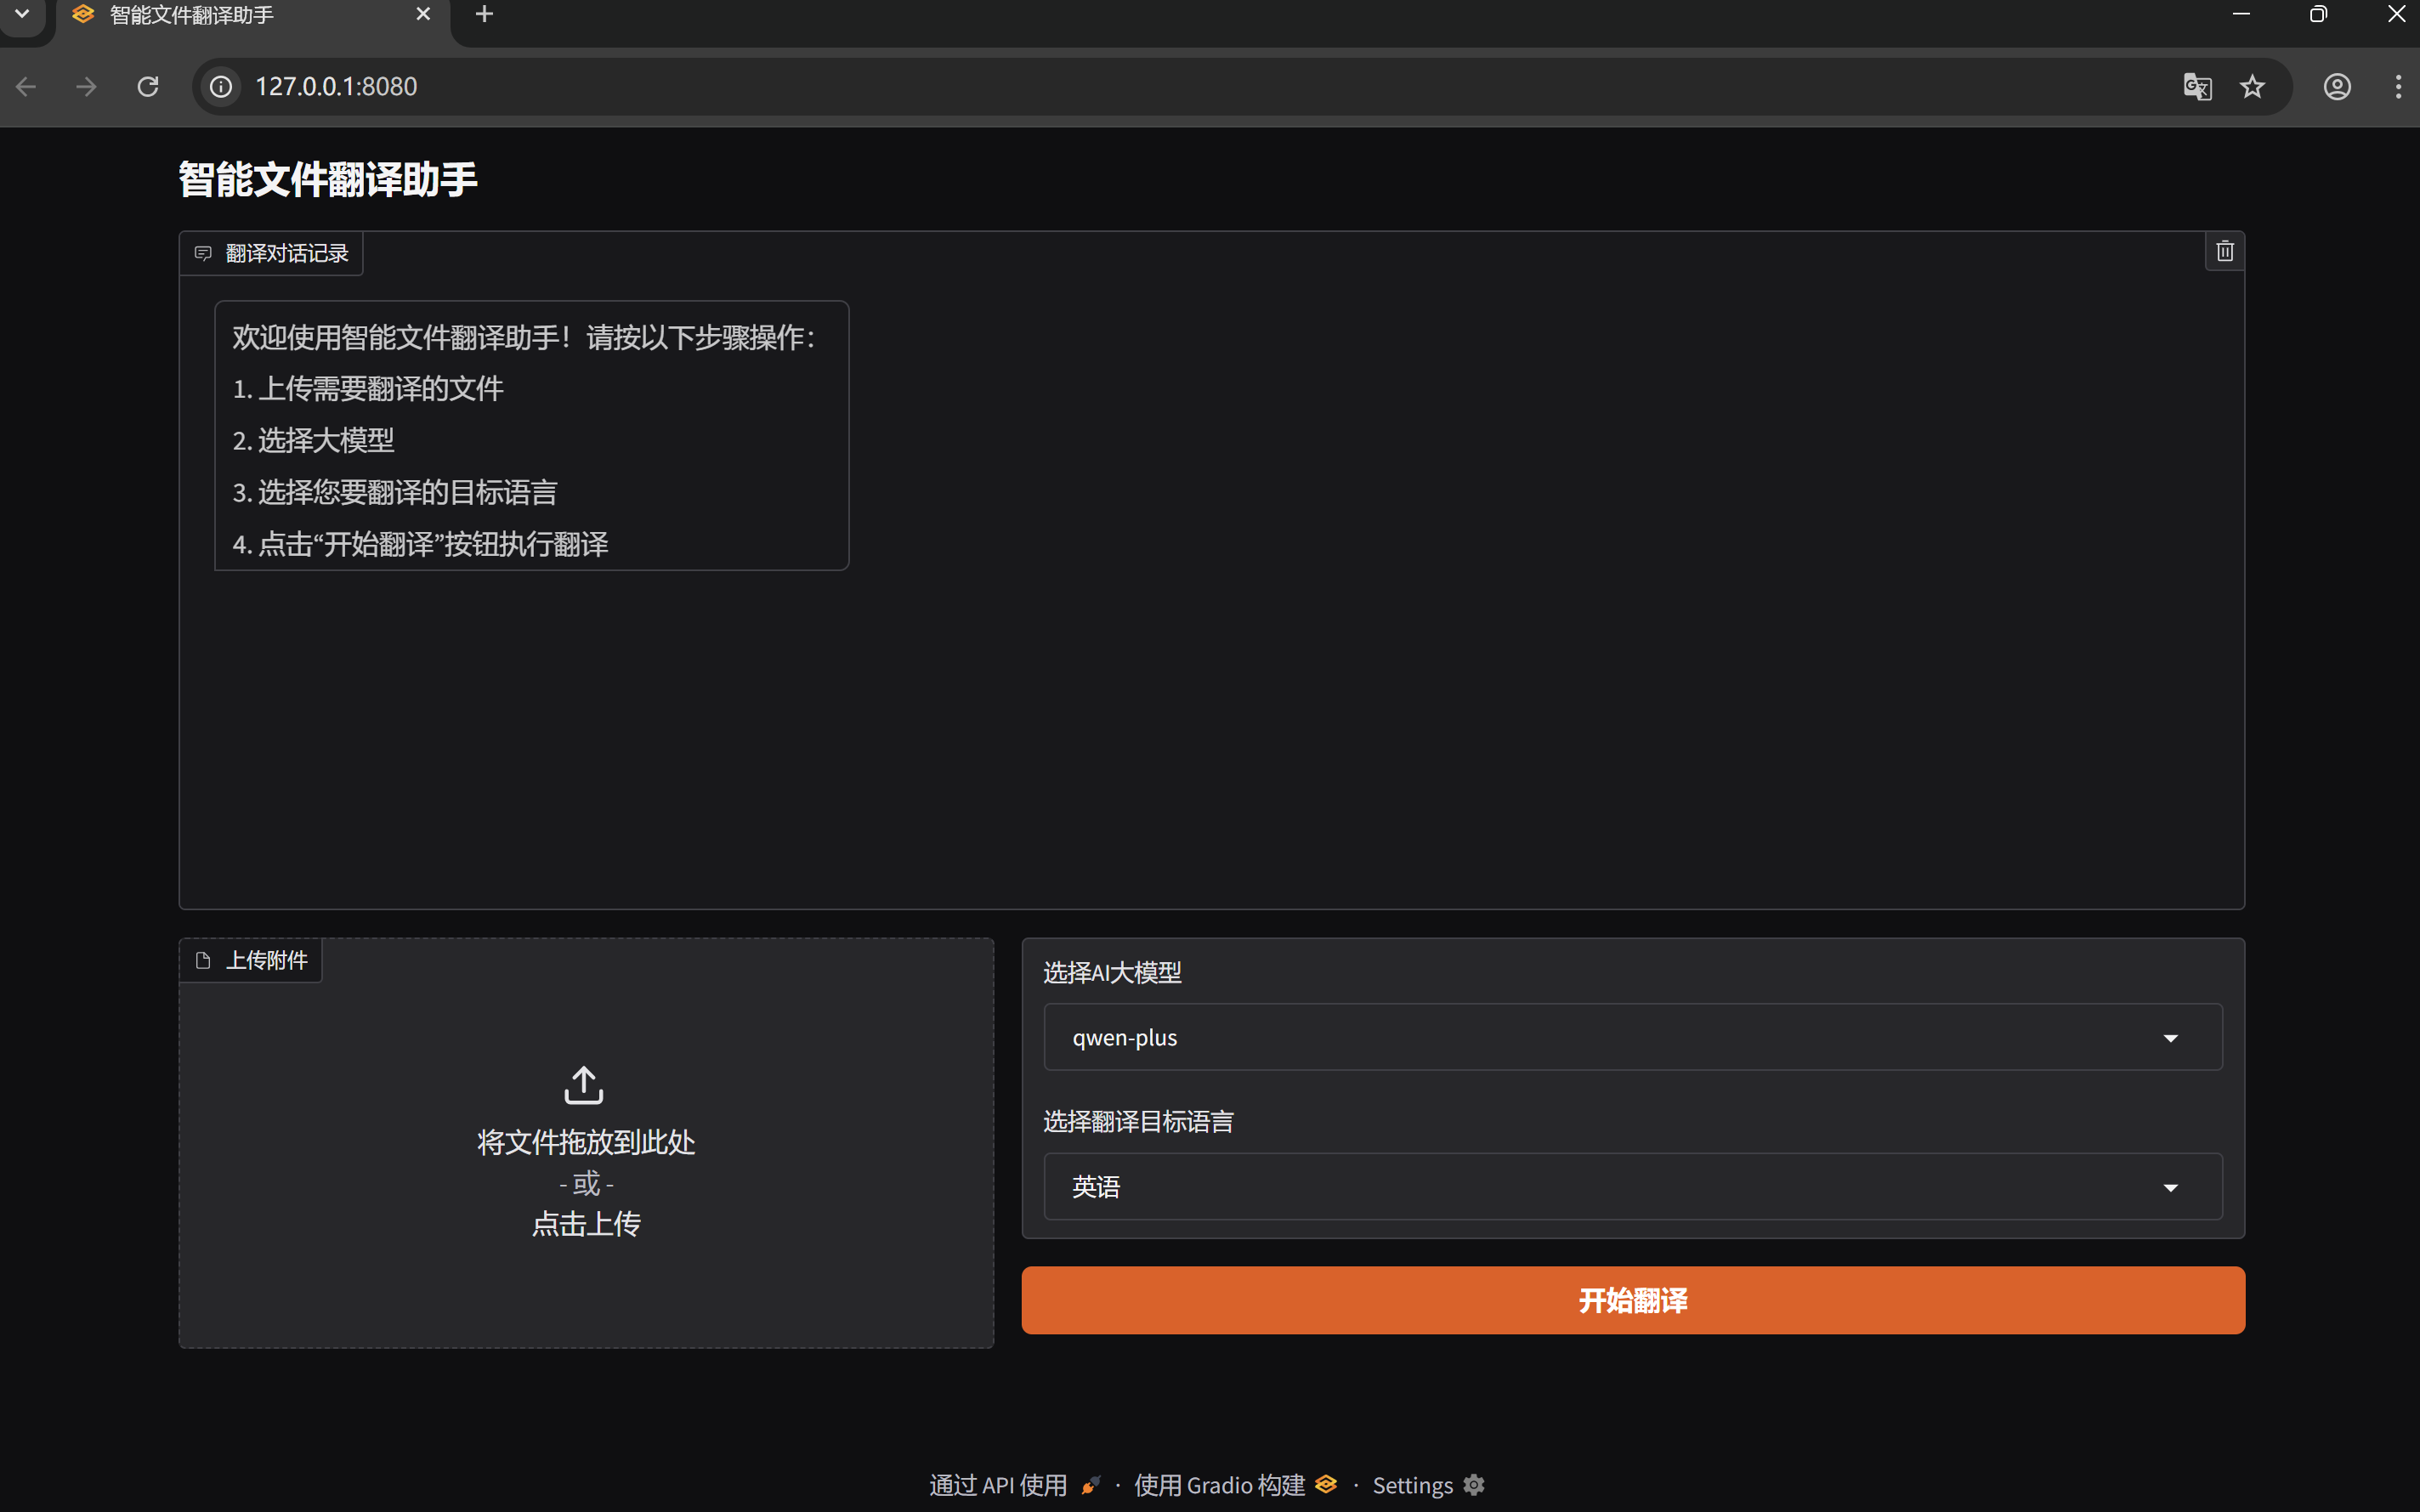 智能文件翻译助手
127.0.0.1:8080
智能文件翻译助手
翻译对话记录
欢迎使用智能文件翻译助手！请按以下步骤操作：
1. 上传需要翻译的文件
2. 选择大模型
3. 选择您要翻译的目标语言
4. 点击“开始翻译”按钮执行翻译
上传附件
将文件拖放到此处
- 或 -
点击上传
选择AI大模型
qwen-plus
选择翻译目标语言
英语
开始翻译
通过 API 使用 · 使用 Gradio 构建 · Settings